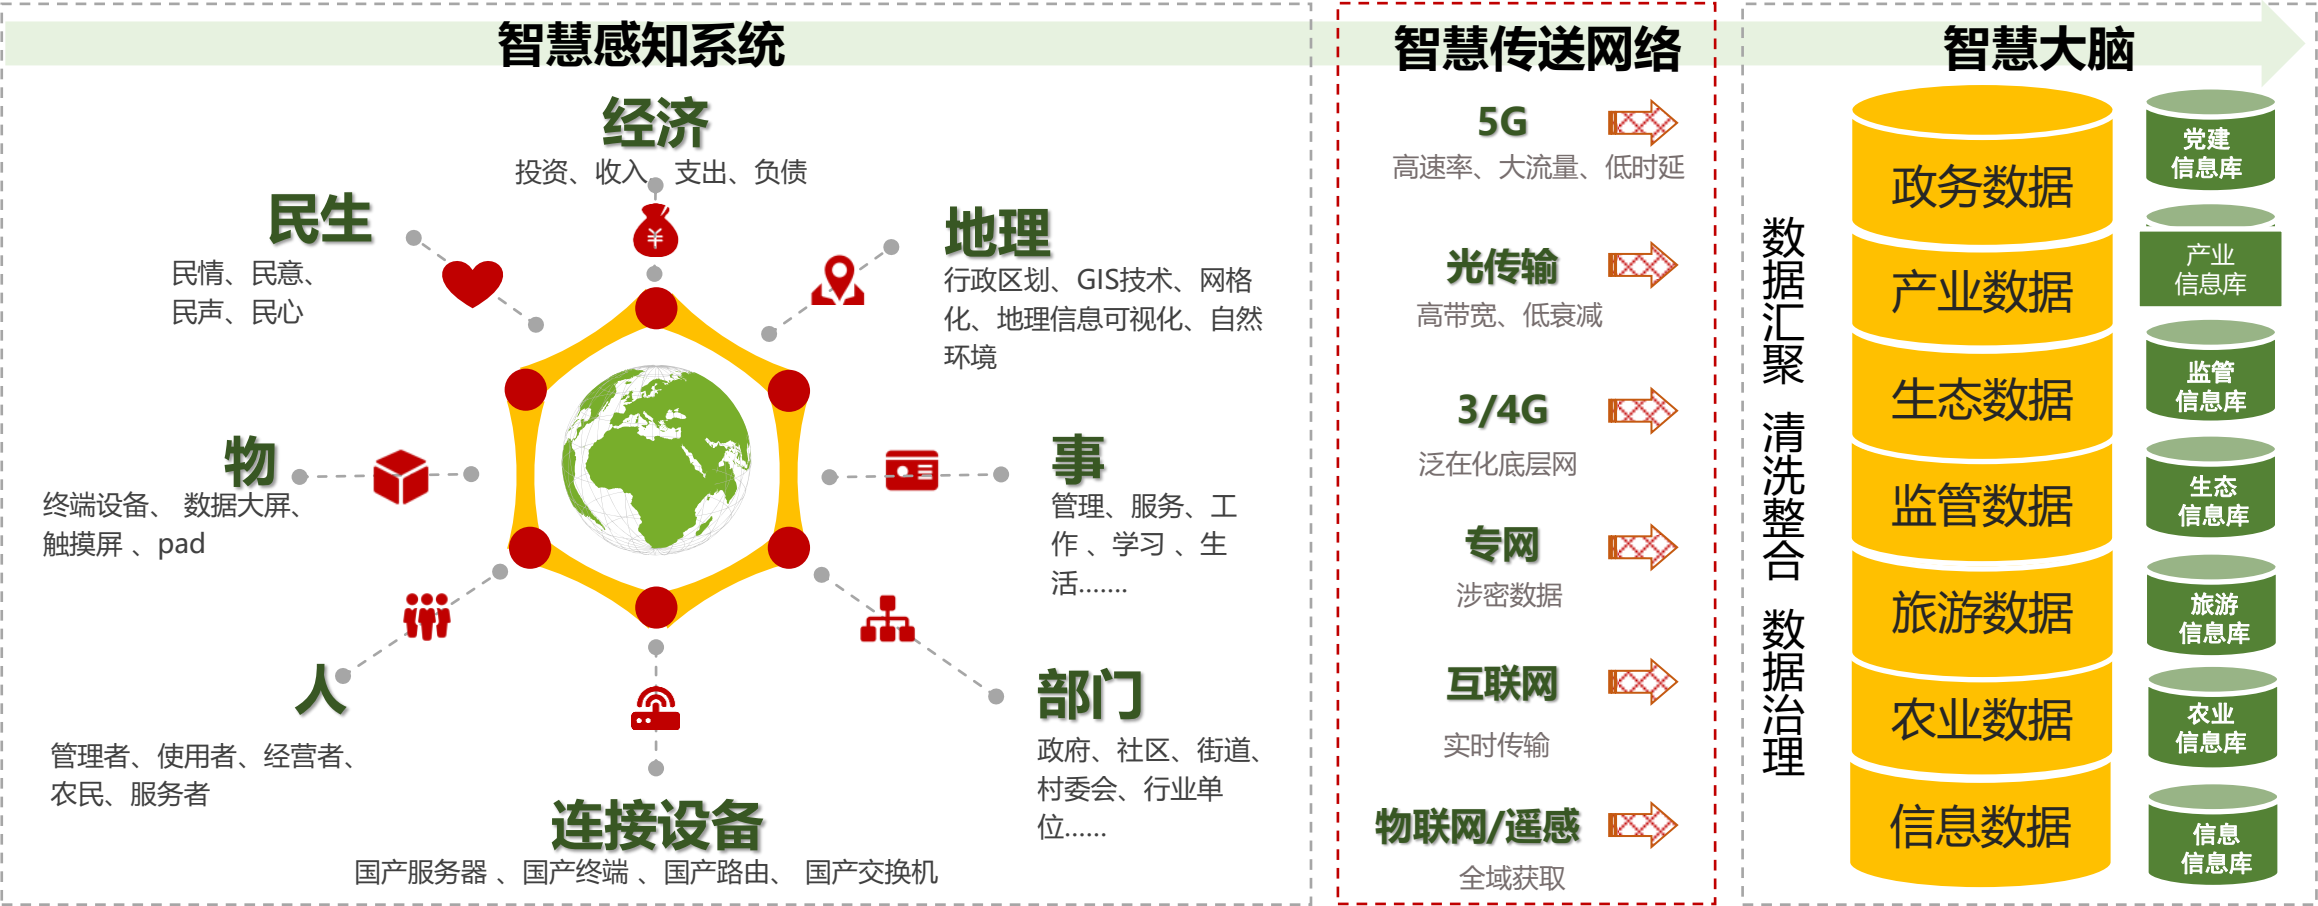 智慧感知系统
经济
投资、收入、支出、负债
民生
民情、民意、
民声、民心
地理
行政区划、GIS技术、网格
化、地理信息可视化、自然
环境
物
终端设备、 数据大屏、
触摸屏 、pad
事
管理、服务、工
作 、学习 、生
活.......
人
管理者、使用者、经营者、
农民、服务者
部门
政府、社区、街道、
村委会、行业单
位......
连接设备
国产服务器 、国产终端 、国产路由、 国产交换机
智慧传送网络
5G
高速率、大流量、低时延
光传输
高带宽、低衰减
3/4G
泛在化底层网
专网
涉密数据
互联网
实时传输
物联网/遥感
全域获取
智慧大脑
数据汇聚 清洗整合 数据治理
政务数据
产业数据
生态数据
监管数据
旅游数据
农业数据
信息数据
党建
信息库
产业
信息库
监管
信息库
生态
信息库
旅游
信息库
农业
信息库
信息
信息库